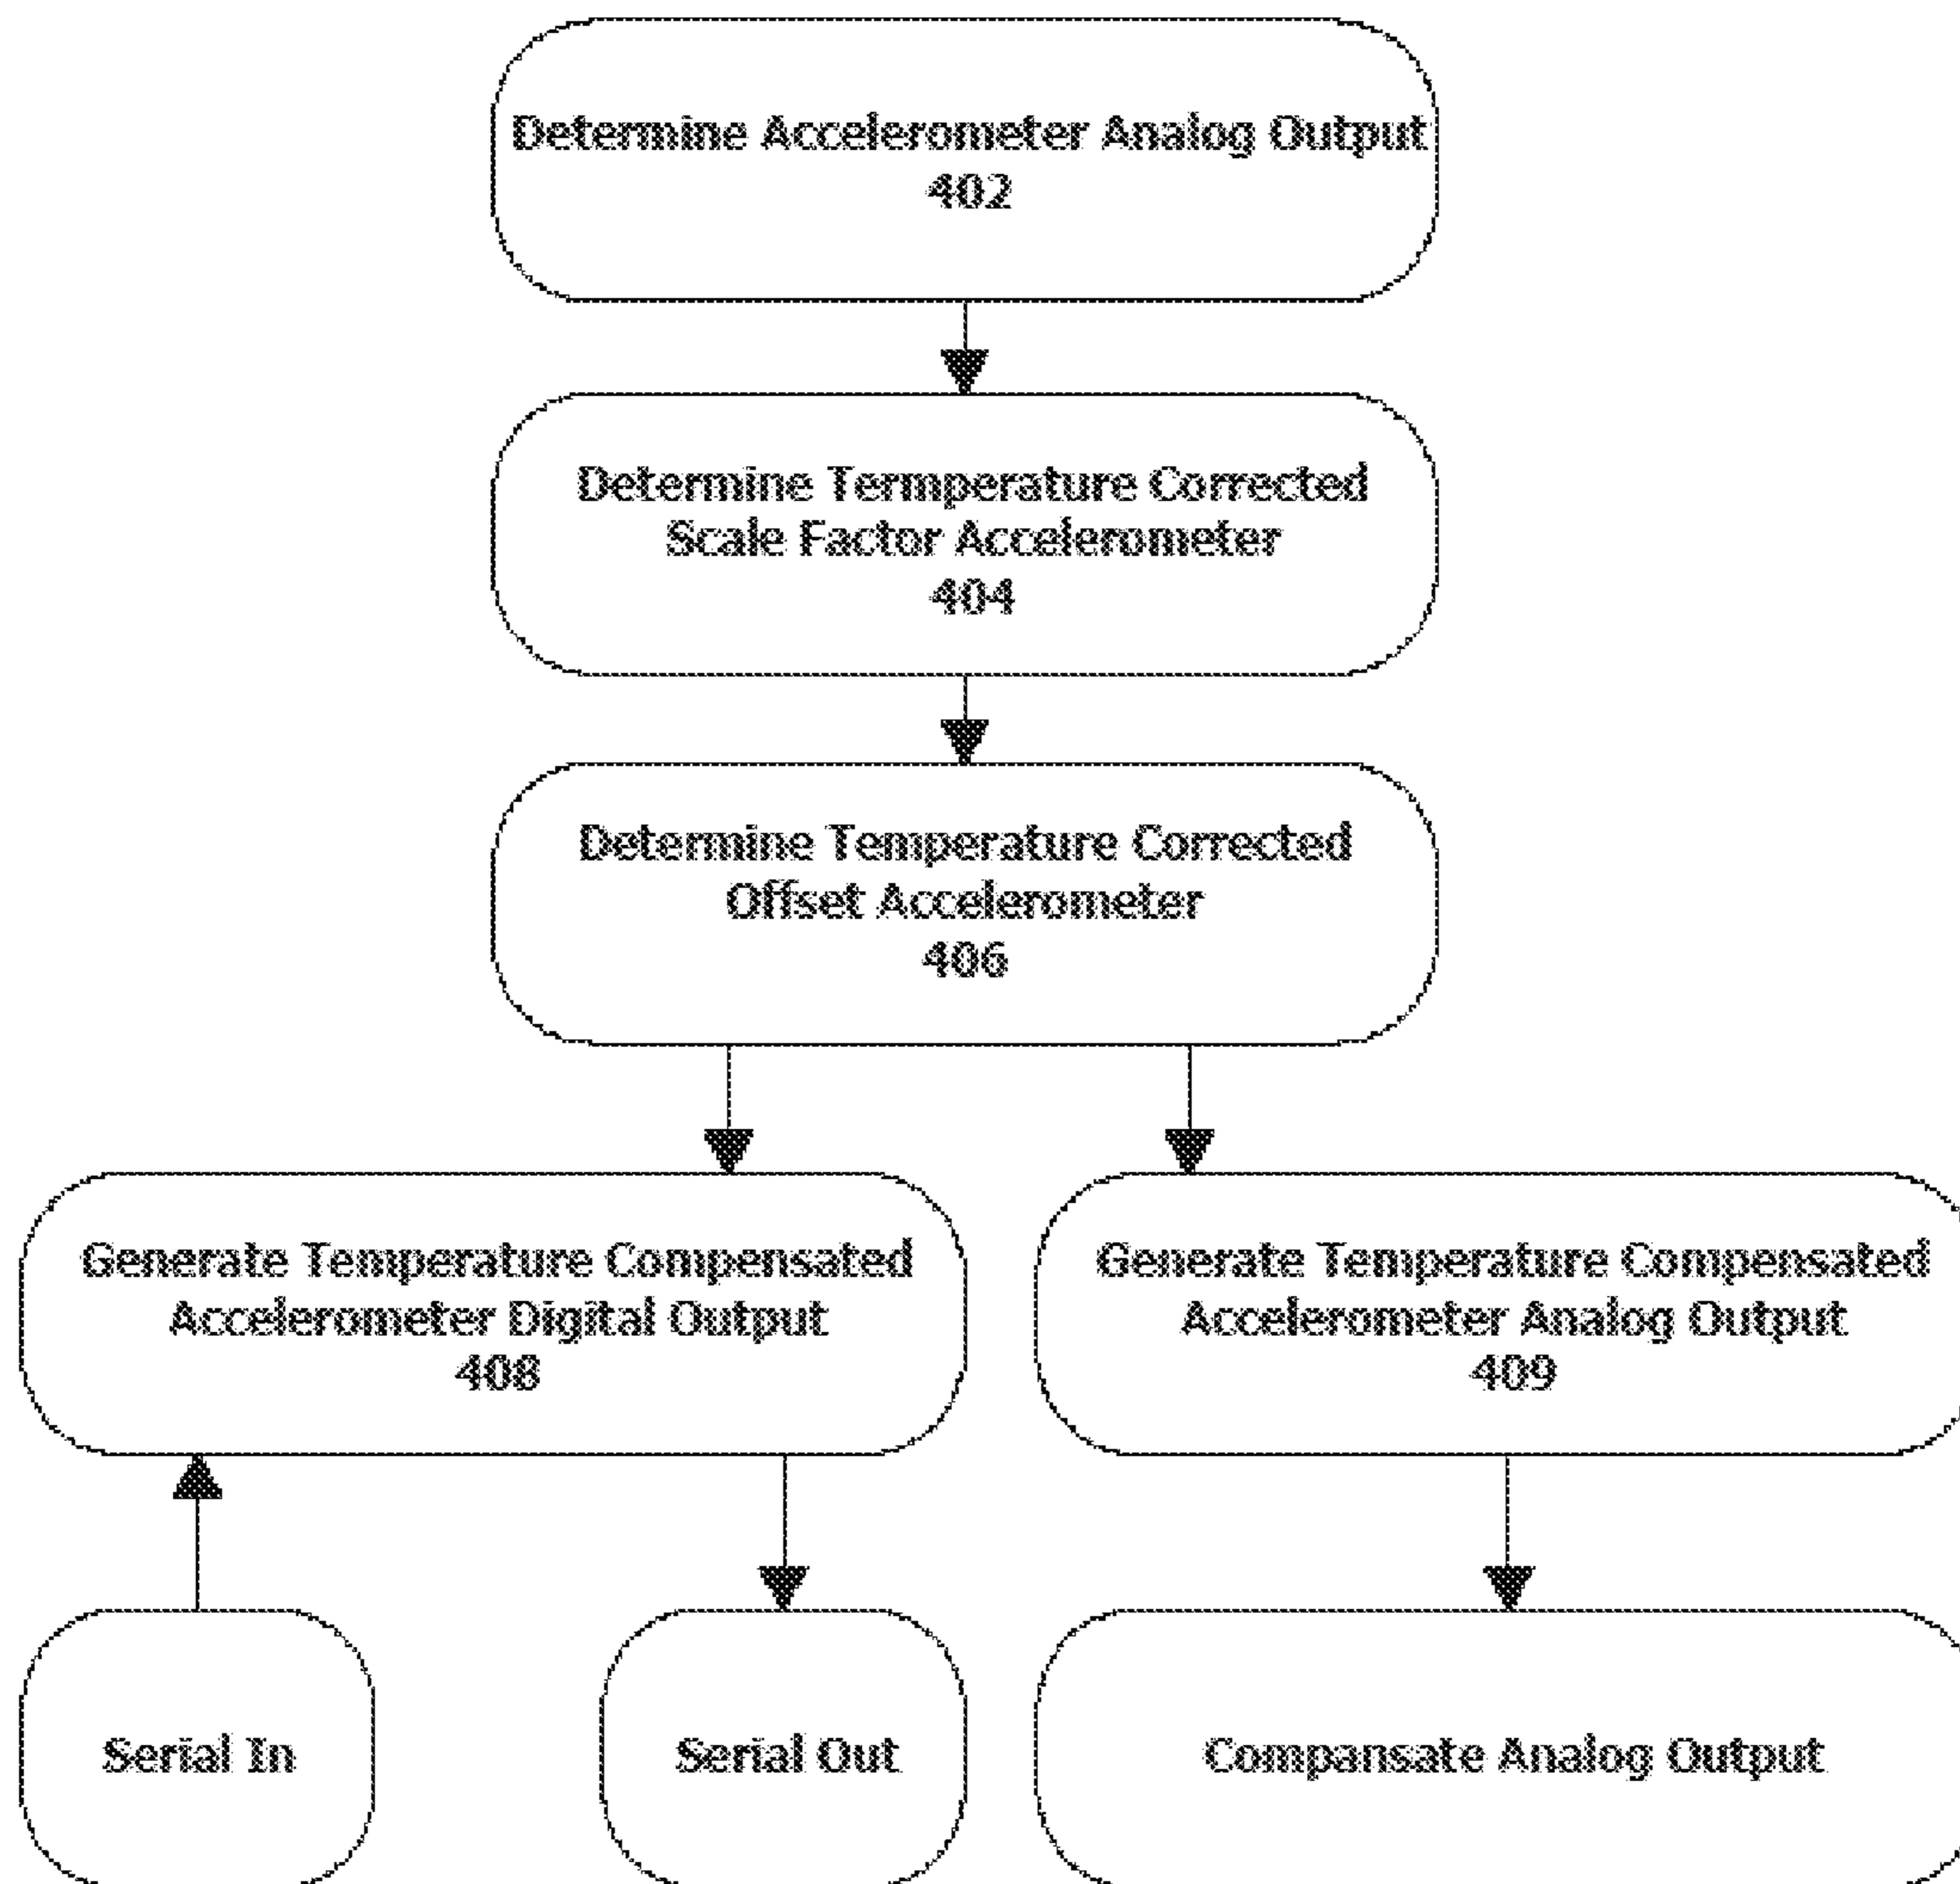 Determine Accelerometer Analog Output
402
Determine Termperature Corrected
Scale Factor Accelerometer
404
Determine Temperature Corrected
Offset Accelerometer
406
Generate Temperature Compensated
Accelerometer Digital Output
408
Generate Temperature Compensated
Accelerometer Analog Output
409
Serial In
Serial Out
Compansate Analog Output